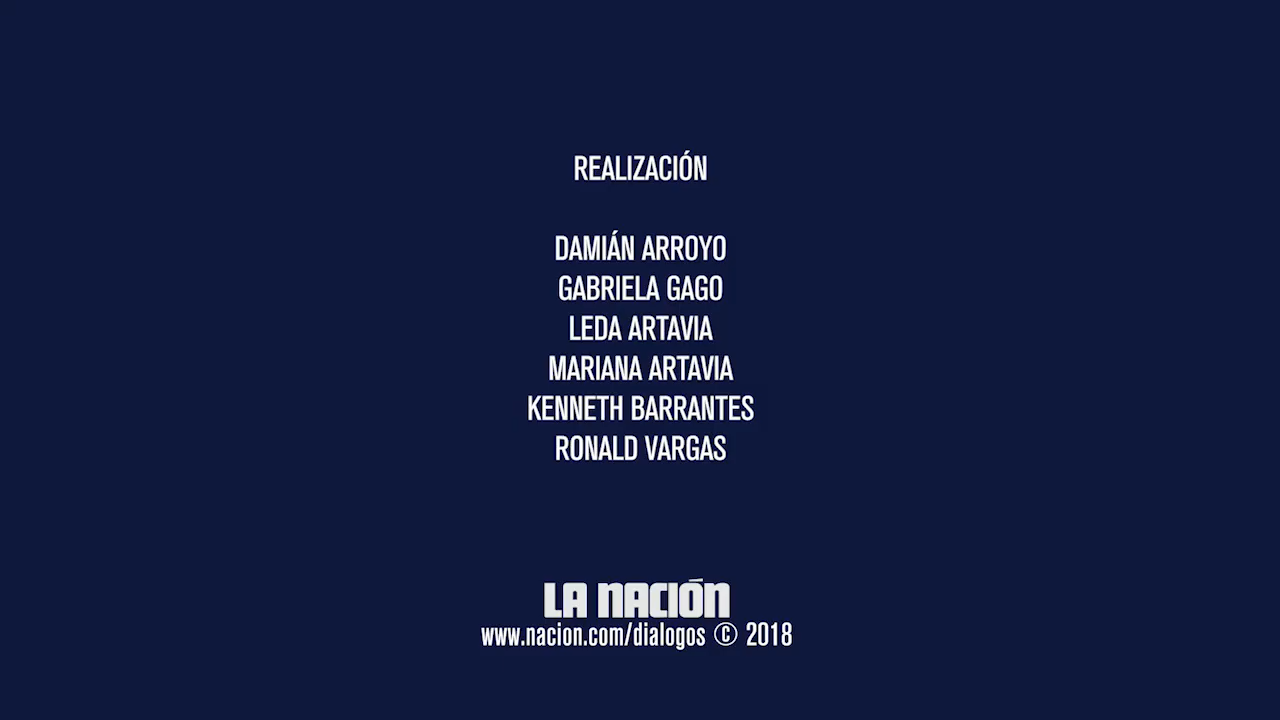 REALIZACIÓN
DAMIÁN ARROYO
GABRIELA GAGO
LEDA ARTAVIA
MARIANA ARTAVIA
KENNETH BARRANTES
RONALD VARGAS
LA NACIÓN
www.nacion.com/dialogos © 2018